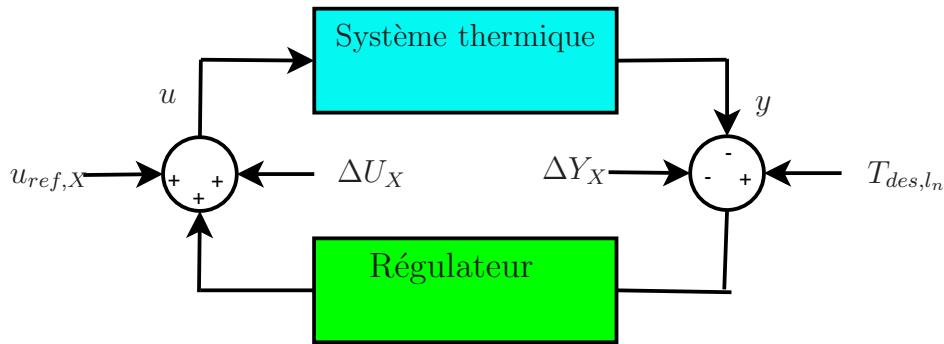 Système thermique
u
y
-
u_{ref,X}
+
+
+
ΔU_X
ΔY_X
-
+
T_{des,l_n}
Régulateur